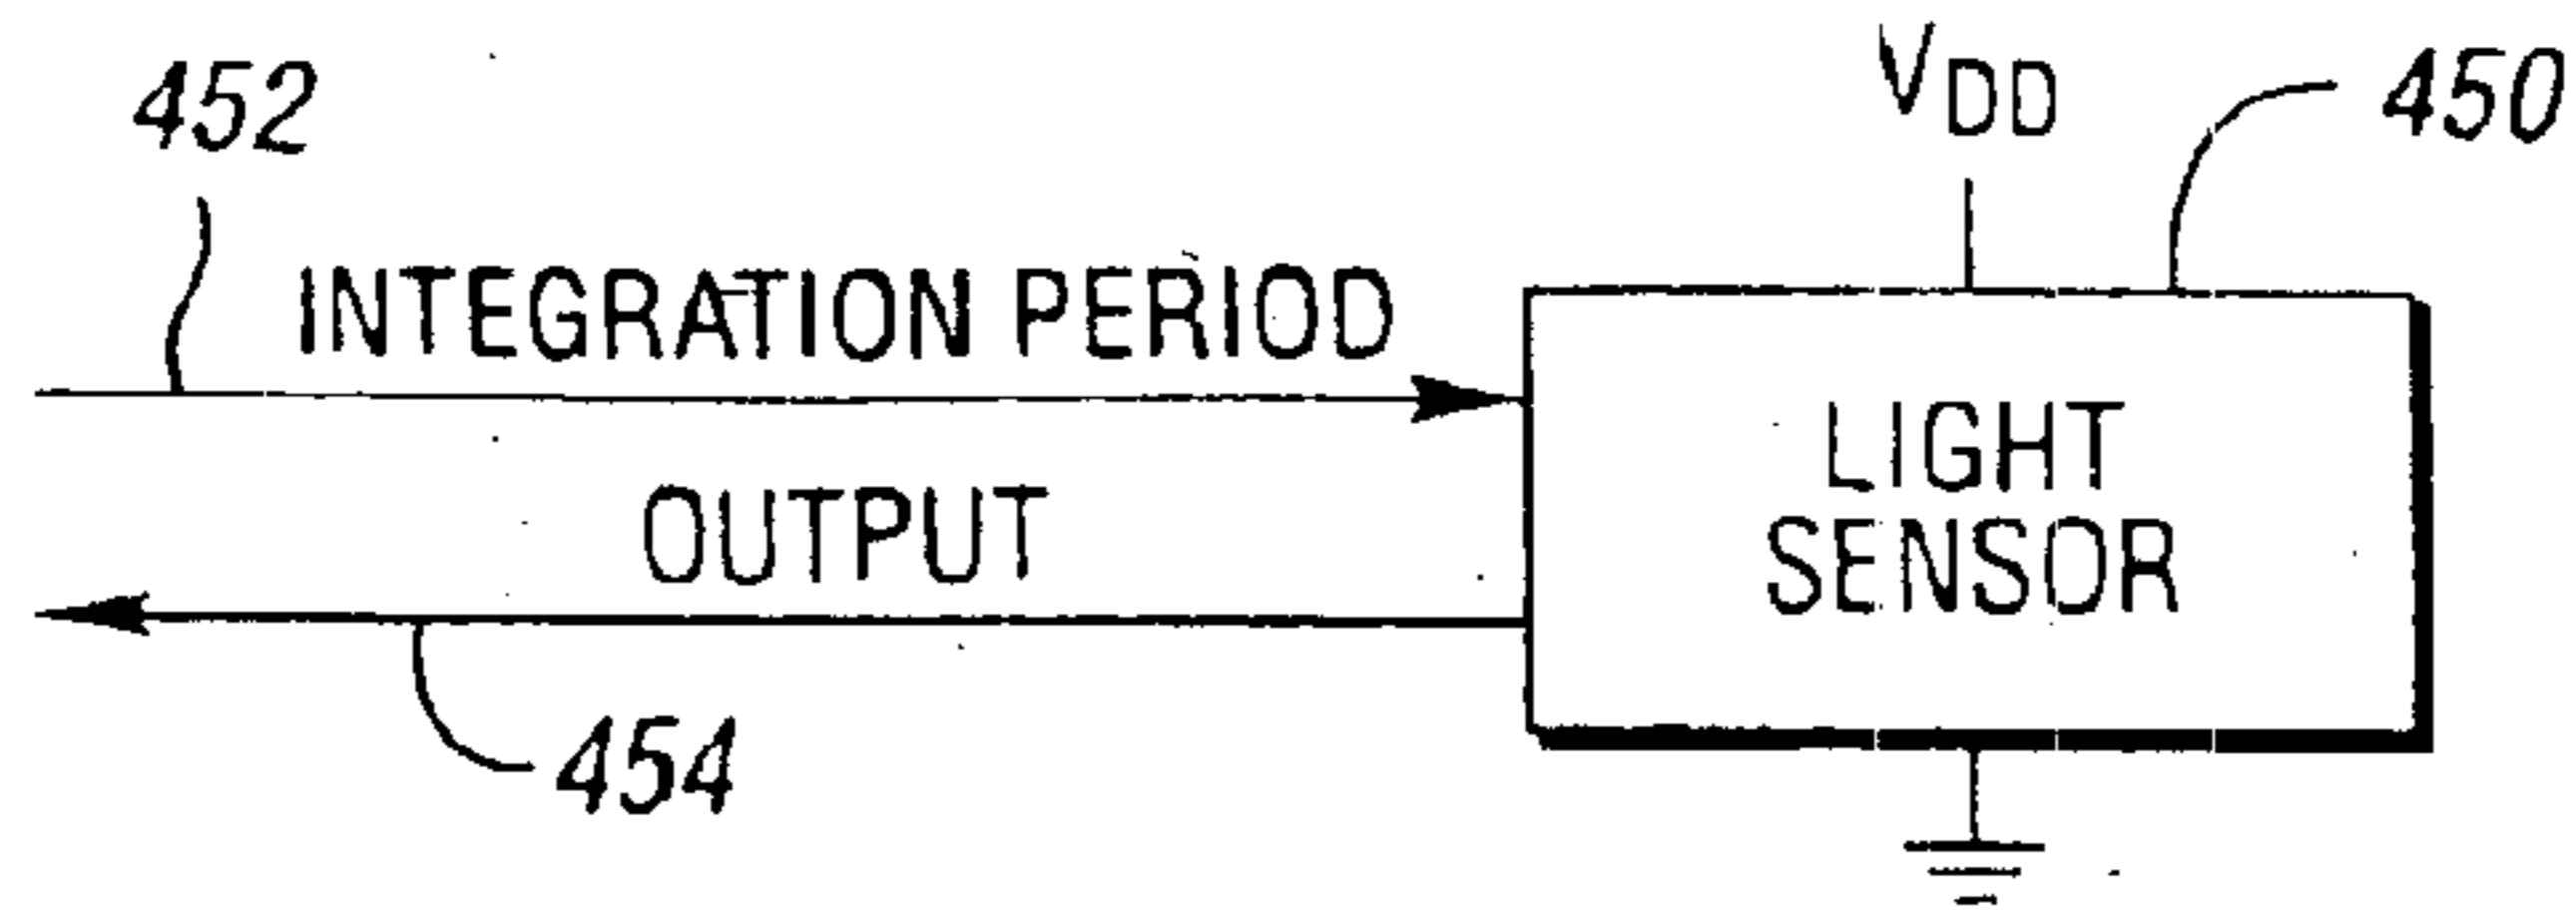 452
VDD
450
INTEGRATION PERIOD
LIGHT
SENSOR
OUTPUT
454